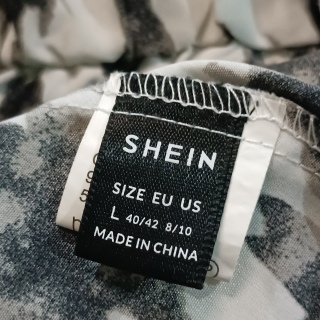 SHEIN
SIZE EU US
L 40/42 8/10
MADE IN CHINA